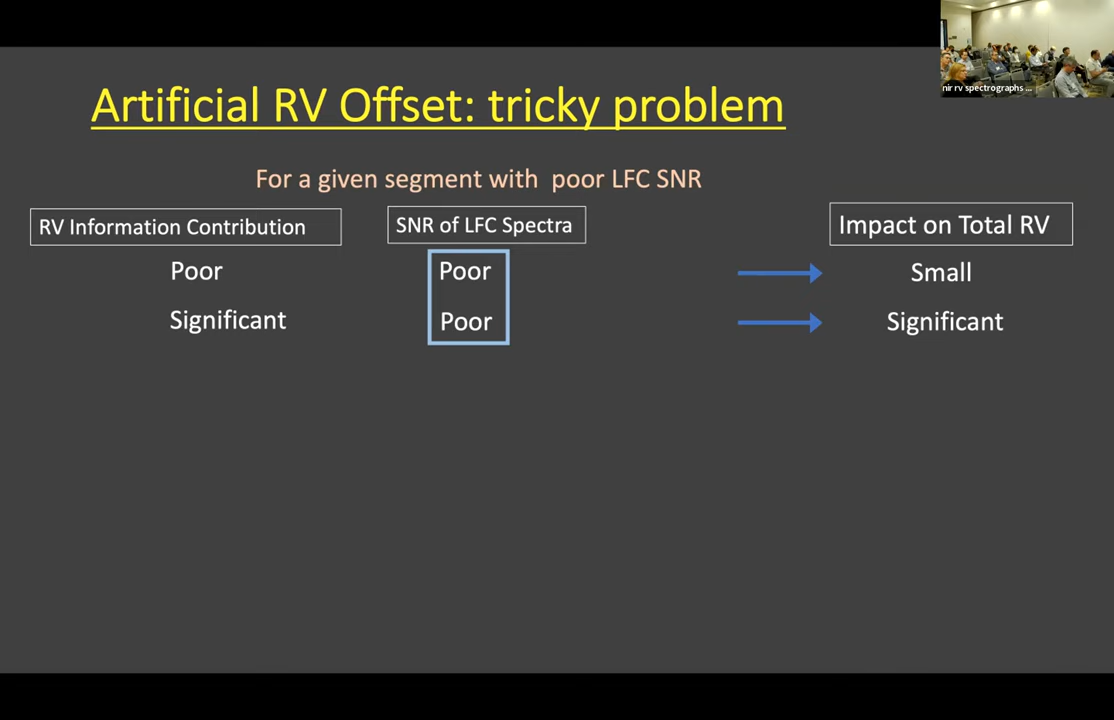 nir rv spectrographs ...
Artificial RV Offset: tricky problem
For a given segment with poor LFC SNR
RV Information Contribution SNR of LFC Spectra Impact on Total RV
Poor Poor Small
Significant Poor Significant